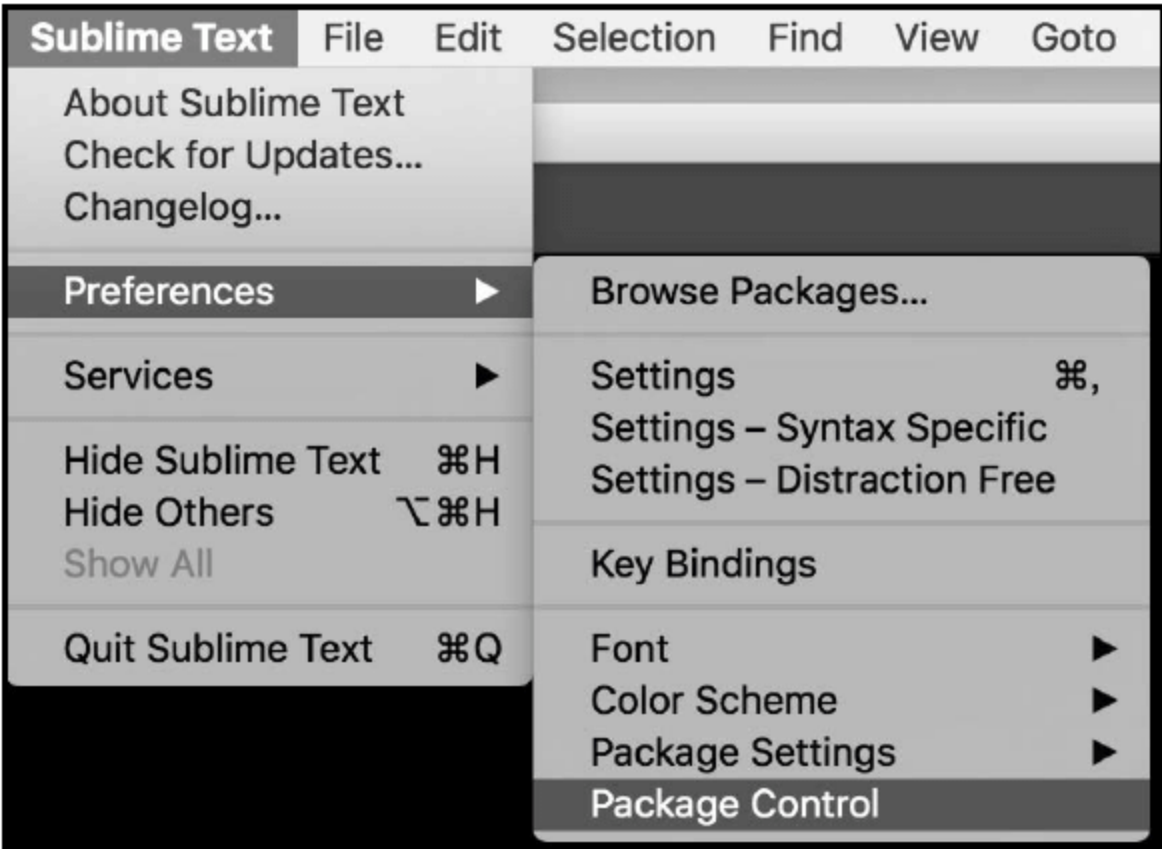 Sublime Text File Edit Selection Find View Goto
About Sublime Text
Check for Updates...
Changelog...
Preferences ▶
Services ▶
Hide Sublime Text ⌘H
Hide Others ⌥⌘H
Show All
Quit Sublime Text ⌘Q
Browse Packages...
Settings ⌘,
Settings – Syntax Specific
Settings – Distraction Free
Key Bindings
Font ▶
Color Scheme ▶
Package Settings ▶
Package Control